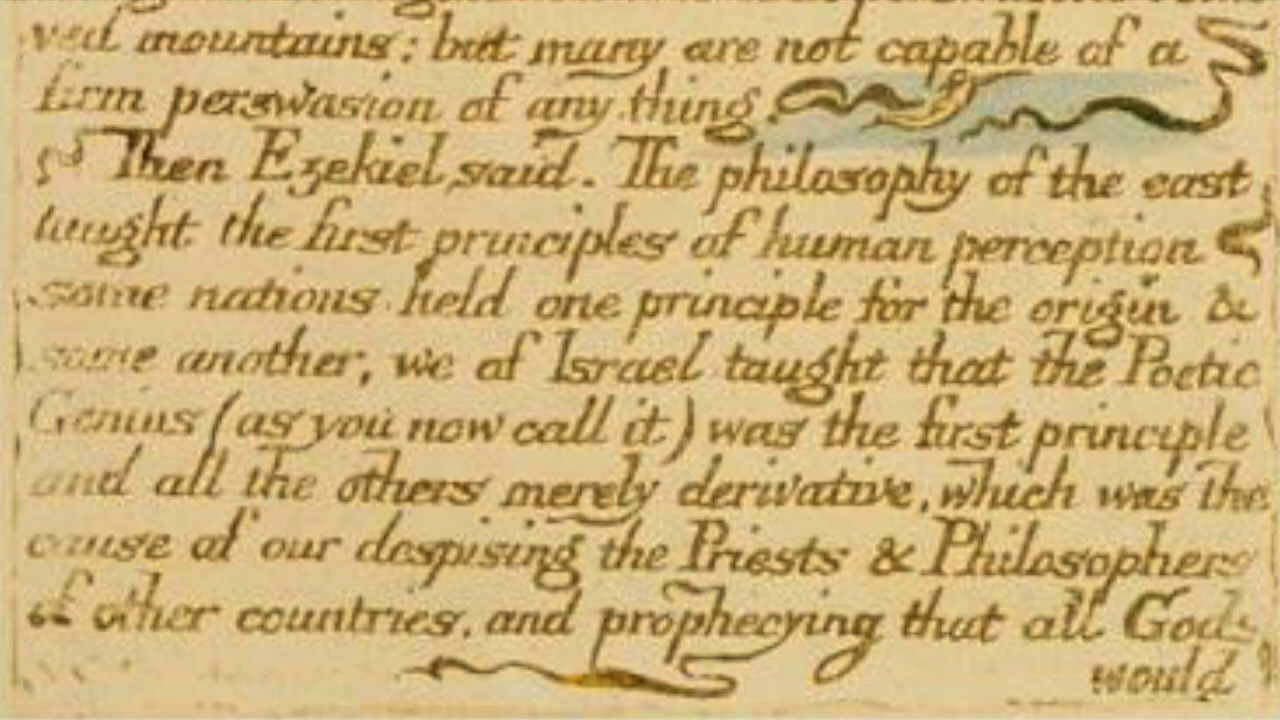 ved mountains; but many are not capable of a
firm perswasion of any thing.
Then Ezekiel said. The philosophy of the east
taught the first principles of human perception
some nations held one principle for the origin &
some another, we of Israel taught that the Poetic
Genius (as you now call it) was the first principle
and all the others merely derivative, which was the
cause of our despising the Priests & Philosophers
of other countries, and prophecying that all Gods
would